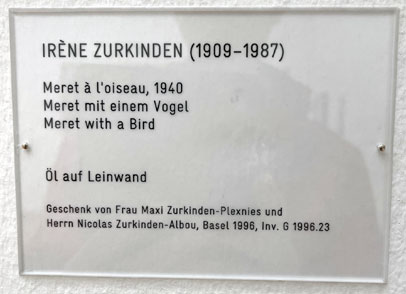 IRÈNE ZURKINDEN (1909–1987)
Meret à l'oiseau, 1940
Meret mit einem Vogel
Meret with a Bird
Öl auf Leinwand
Geschenk von Frau Maxi Zurkinden-Plexnies und
Herrn Nicolas Zurkinden-Albou, Basel 1996, Inv. G 1996.23